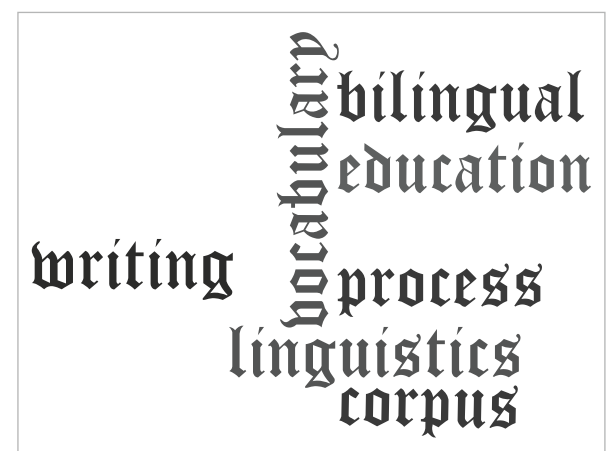 vocabulary
bilingual
education
writing
process
linguistics
corpus